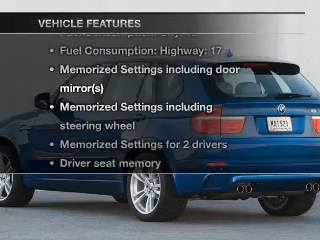 VEHICLE FEATURES
• Fuel Consumption: Highway: 17
• Memorized Settings including door
mirror(s)
• Memorized Settings including
steering wheel
• Memorized Settings for 2 drivers
• Driver seat memory